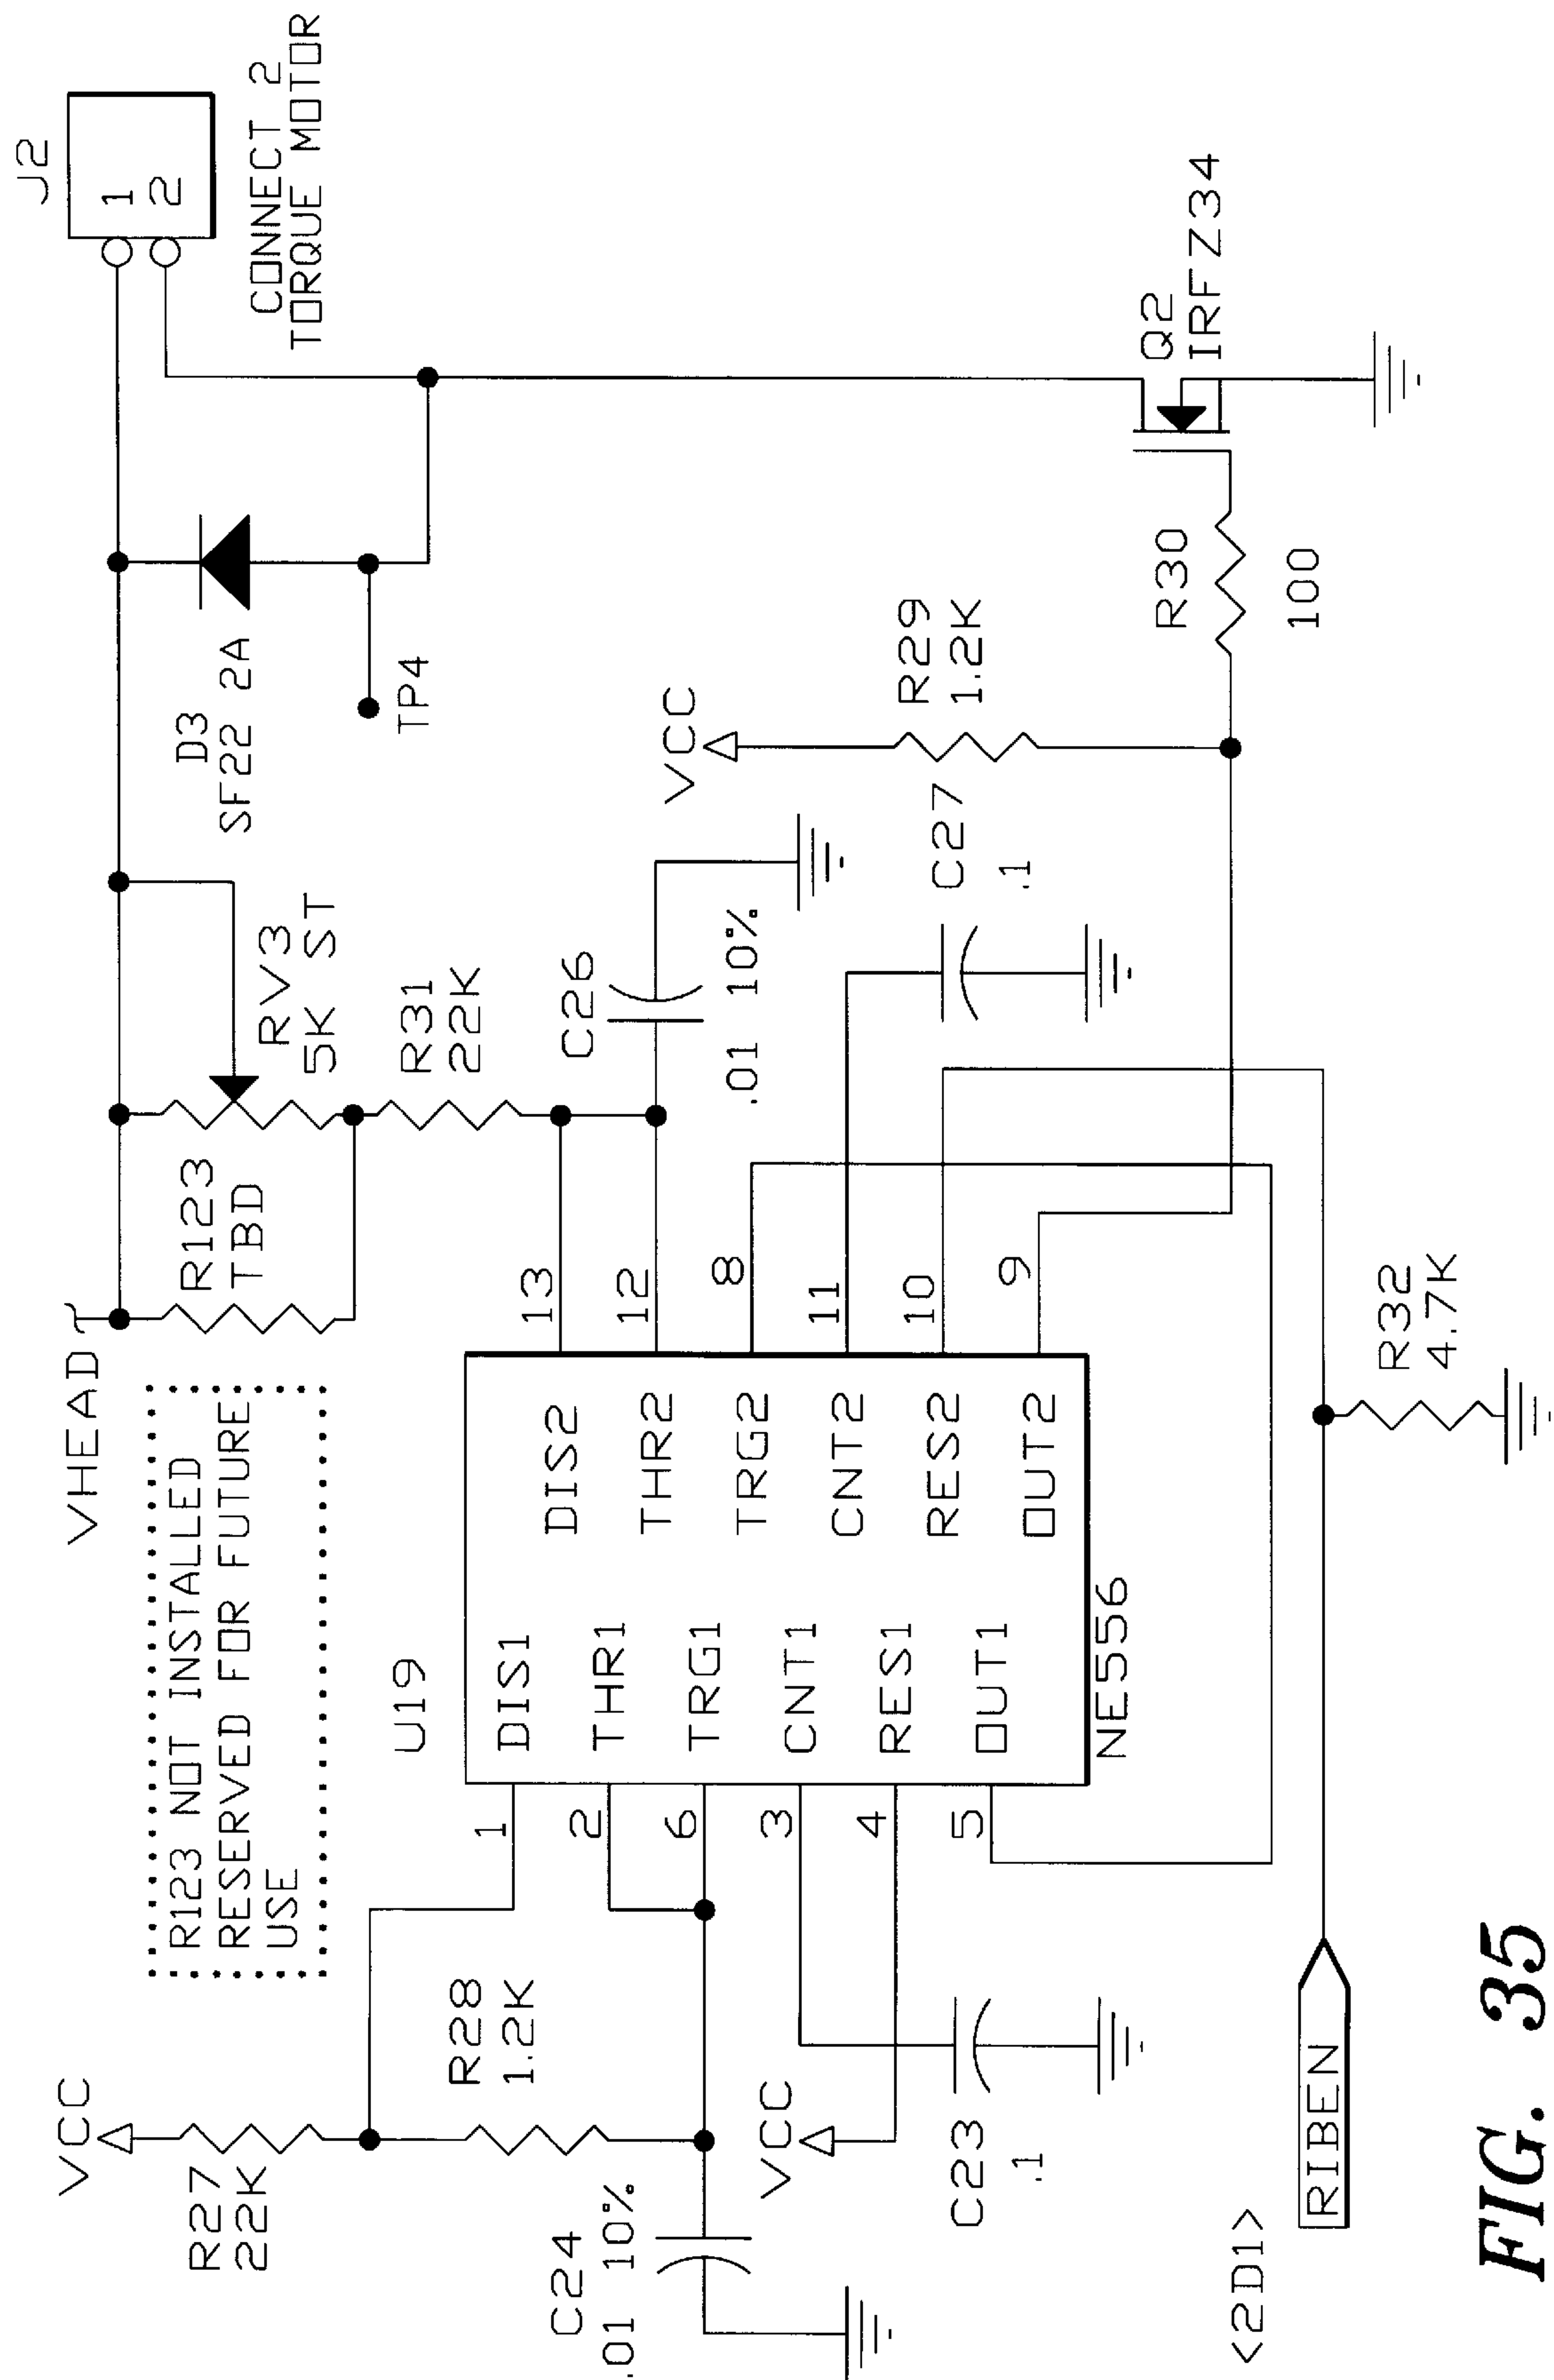 J2
1
2
CONNECT 2
TORQUE MOTOR
VHEAD
R123 NOT INSTALLED
RESERVED FOR FUTURE
USE
R123
TBD
RV3
5K ST
D3
SF22 2A
TP4
R31
22K
C26
.01 10%
VCC
R27
22K
R28
1.2K
C24
.01 10%
VCC
C23
.1
U19
1
2
6
3
4
5
DIS1
THR1
TRG1
CNT1
RES1
OUT1
DIS2
THR2
TRG2
CNT2
RES2
OUT2
NE556
13
12
8
11
10
9
VCC
R29
1.2K
C27
.1
R30
100
Q2
IRFZ34
R32
4.7K
<2D1>
RIBEN
FIG. 35